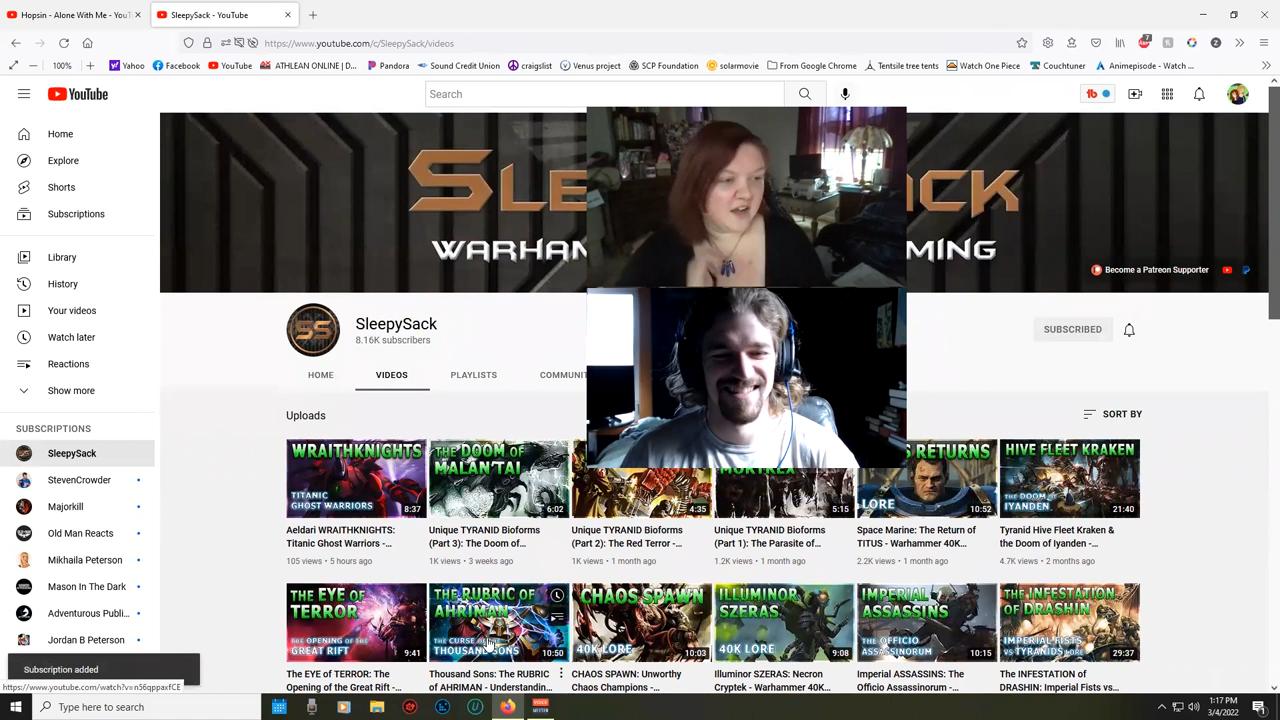 Hopsin - Alone With Me - YouT
SleepySack - YouTube
https://www.youtube.com/c/SleepySack/videos
7
100%
Yahoo
Facebook
YouTube
ATHLEAN ONLINE | D...
Pandora
Sound Credit Union
craigslist
Venus project
SCP Foundation
solarmovie
From Google Chrome
Tentsile tree tents
Watch One Piece
Couchtuner
Animepisode - Watch ...
YouTube
Search
Home
Explore
Shorts
Subscriptions
Library
History
Your videos
Watch later
Reactions
Show more
SUBSCRIPTIONS
SleepySack
StevenCrowder
Majorkill
Old Man Reacts
Mikhaila Peterson
Mason In The Dark
Adventurous Publi...
Jordan B Peterson
Subscription added
https://www.youtube.com/watch?v=n56qppaxfCE
Become a Patreon Supporter
SS
SleepySack
8.16K subscribers
SUBSCRIBED
HOME
VIDEOS
PLAYLISTS
Uploads
SORT BY
WRAITHKNIGHTS
TITANIC
GHOST WARRIORS
8:37
Aeldari WRAITHKNIGHTS:
Titanic Ghost Warriors -...
105 views • 5 hours ago
THE DOOM OF
MALAN'TAI
6:02
Unique TYRANID Bioforms
(Part 3): The Doom of...
1K views • 3 weeks ago
4:35
Unique TYRANID Bioforms
(Part 2): The Red Terror -...
1K views • 1 month ago
5:15
Unique TYRANID Bioforms
(Part 1): The Parasite of...
1.2K views • 1 month ago
RETURNS
LORE
10:52
Space Marine: The Return of
TITUS - Warhammer 40K...
2.2K views • 1 month ago
HIVE FLEET KRAKEN
THE DOOM OF
IYANDEN
21:40
Tyranid Hive Fleet Kraken &
the Doom of Iyanden -...
4.7K views • 2 months ago
THE EYE OF
TERROR
THE OPENING OF THE
GREAT RIFT
9:41
The EYE of TERROR: The
Opening of the Great Rift -...
THE RUBRIC OF
AHRIMAN
THE CURSE OF THE
THOUSAND SONS
10:50
Thousand Sons: The RUBRIC
of AHRIMAN - Understandin...
CHAOS SPAWN
40K LORE
10:03
CHAOS SPAWN: Unworthy
Chaos Champions -...
ILLUMINOR
SZERAS
40K LORE
9:08
Illuminor SZERAS: Necron
Cryptek - Warhammer 40K...
IMPERIAL
ASSASSINS
THE OFFICIO
ASSASSINORUM
10:15
Imperial ASSASSINS: The
Officio Assassinorum -...
THE INFESTATION
OF DRASHIN
IMPERIAL FISTS
vs TYRANIDS LORE
29:37
The INFESTATION of
DRASHIN: Imperial Fists vs...
Type here to search
1:17 PM
3/4/2022